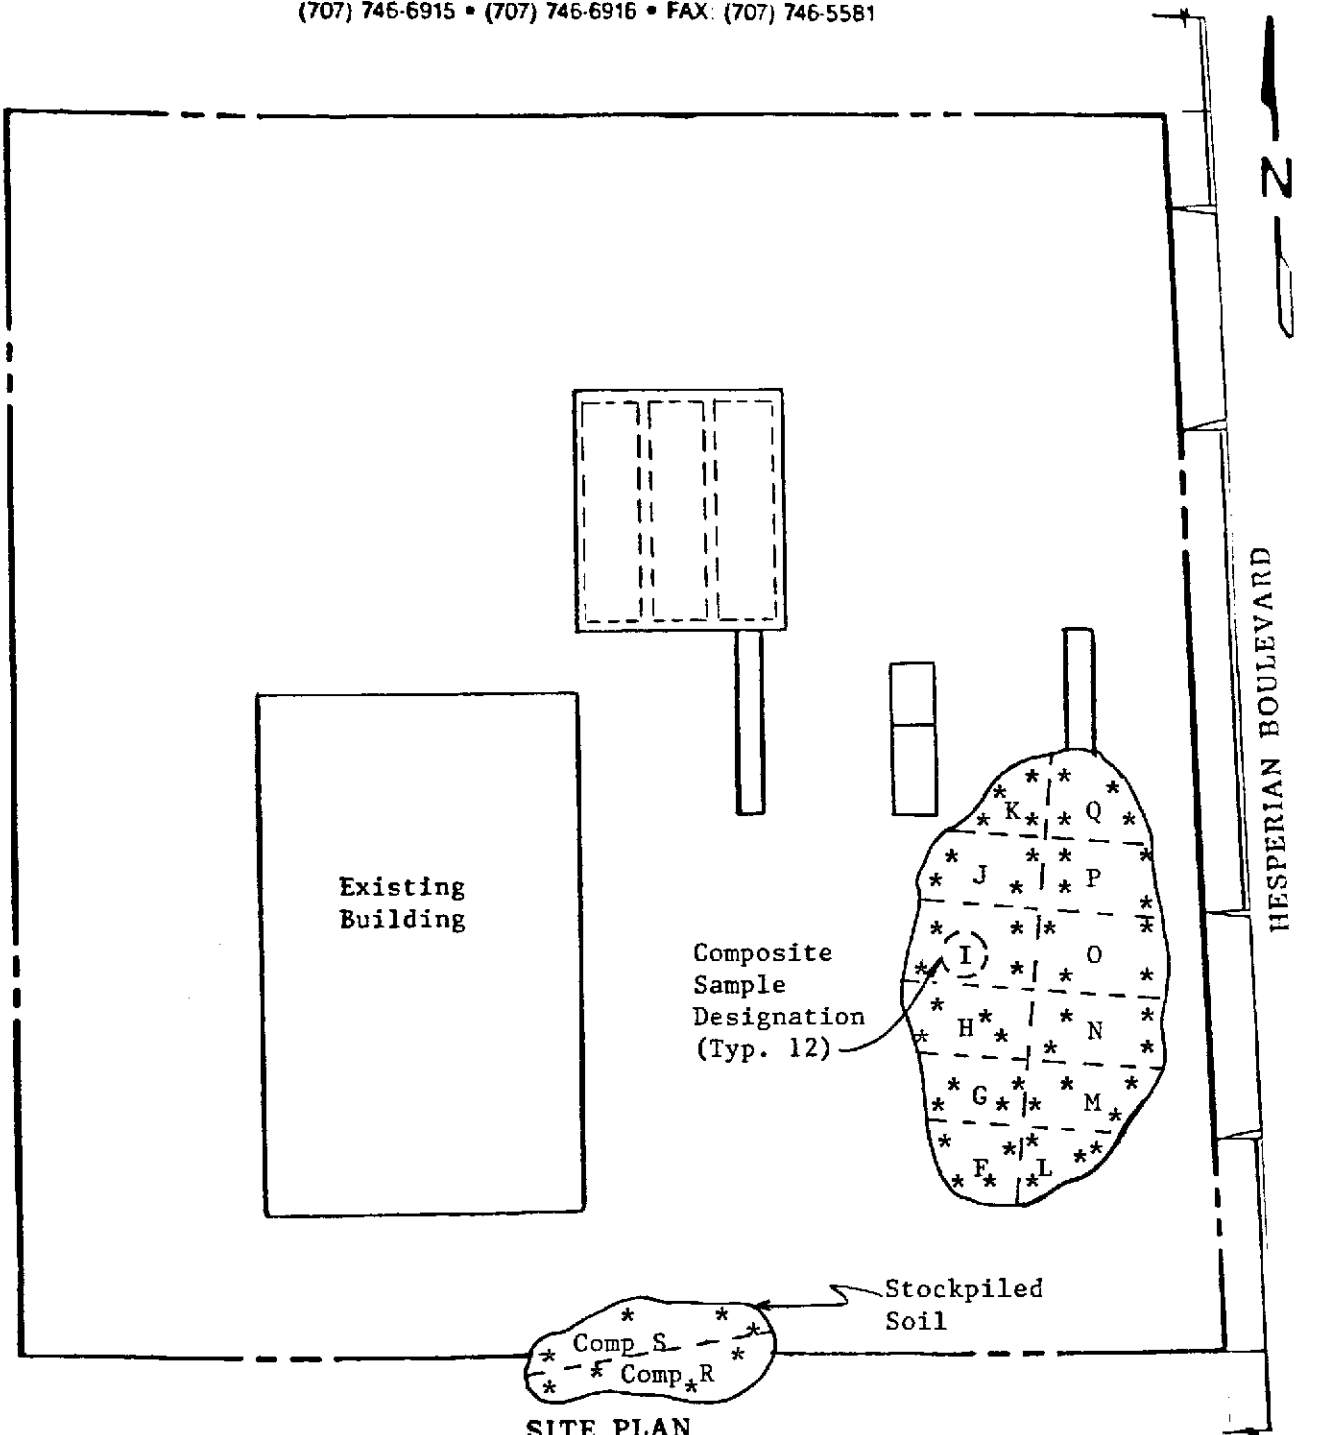 (707) 746-6915 • (707) 746-6916 • FAX: (707) 746-5581
N
HESPERIAN BOULEVARD
Existing
Building
Composite
Sample
Designation
(Typ. 12)
K
Q
J
P
I
O
H
N
G
M
F
L
Stockpiled
Soil
Comp S
Comp R
SITE PLAN